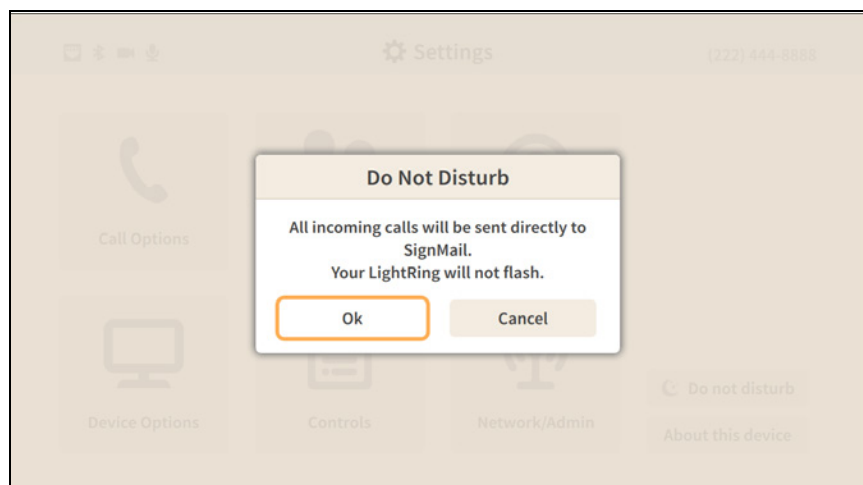 Settings
(222) 444-8888
Do Not Disturb
All incoming calls will be sent directly to
SignMail.
Your LightRing will not flash.
Ok
Cancel
Call Options
Device Options
Controls
Network/Admin
Do not disturb
About this device